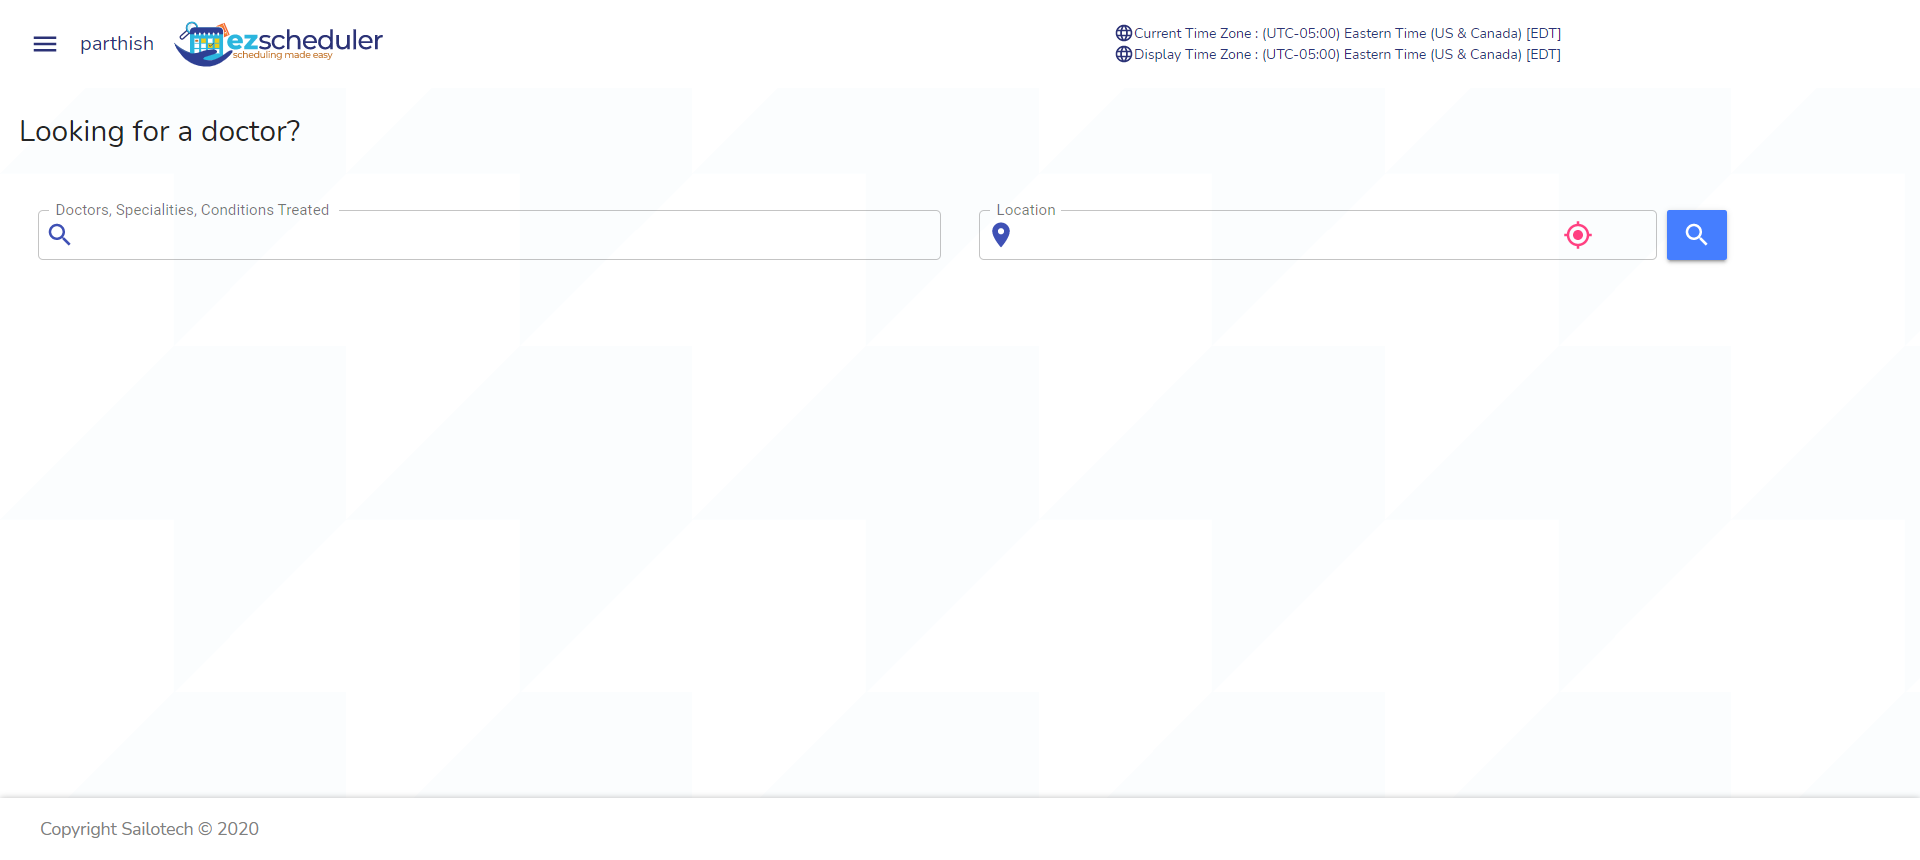 parthish
ezscheduler
scheduling made easy
Current Time Zone : (UTC-05:00) Eastern Time (US & Canada) [EDT]
Display Time Zone : (UTC-05:00) Eastern Time (US & Canada) [EDT]
Looking for a doctor?
Doctors, Specialities, Conditions Treated
Location
Copyright Sailotech © 2020